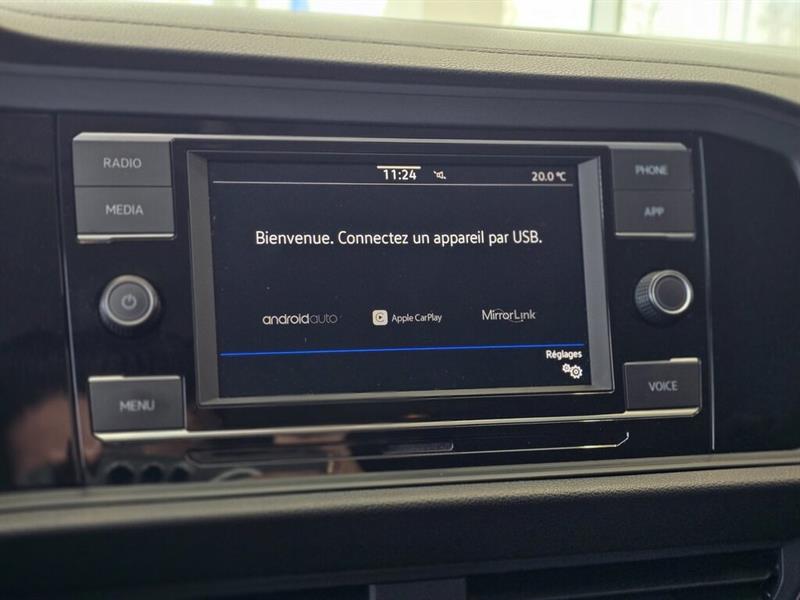 RADIO
MEDIA
MENU
11:24
20.0 °C
Bienvenue. Connectez un appareil par USB.
androidauto
Apple CarPlay
MirrorLink
Réglages
PHONE
APP
VOICE